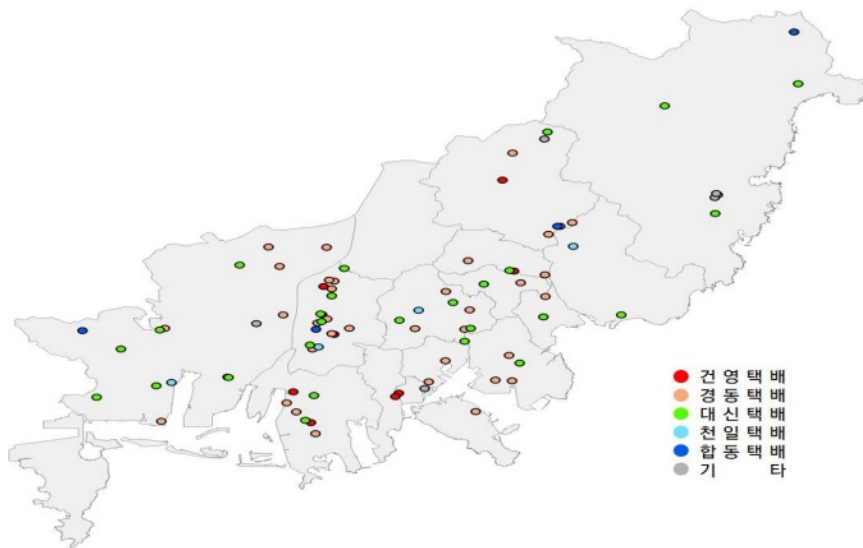 건 영 택 배
경 동 택 배
대 신 택 배
천 일 택 배
합 동 택 배
기 타